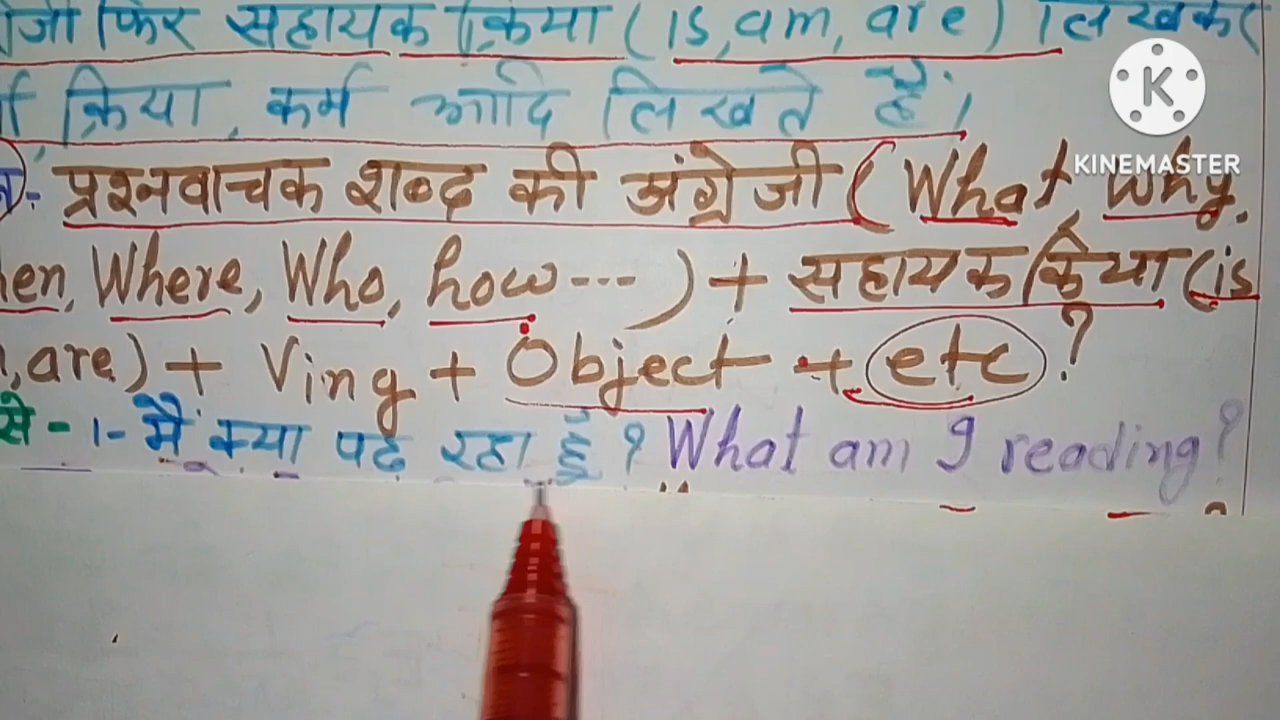 फिर सहायक क्रिया (is, am, are) लिखकर
क्रिया, कर्म आदि लिखते हैं।
प्रश्नवाचक शब्द की अंग्रेजी (What, Why,
Where, Who, how---) + सहायक क्रिया (is
, are) + Ving + Object + etc?
1- मैं क्या पढ रहा हूँ? What am I reading?
K
KINEMASTER